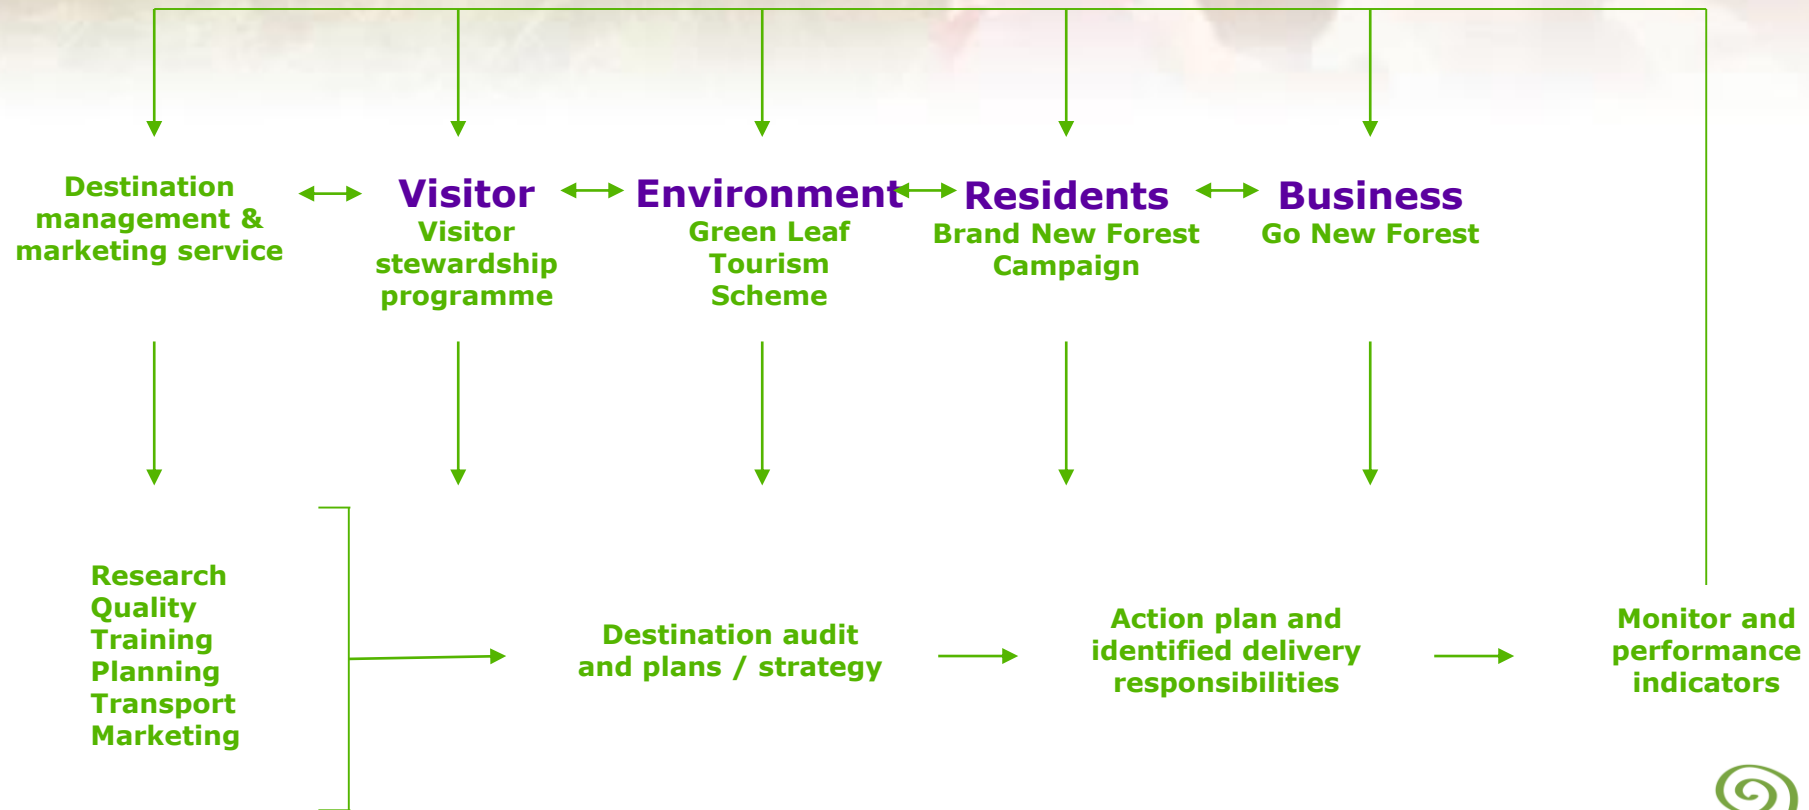 Destination
management &
marketing service
Visitor
Visitor
stewardship
programme
Environment
Green Leaf
Tourism
Scheme
Residents
Brand New Forest
Campaign
Business
Go New Forest
Research
Quality
Training
Planning
Transport
Marketing
Destination audit
and plans / strategy
Action plan and
identified delivery
responsibilities
Monitor and
performance
indicators